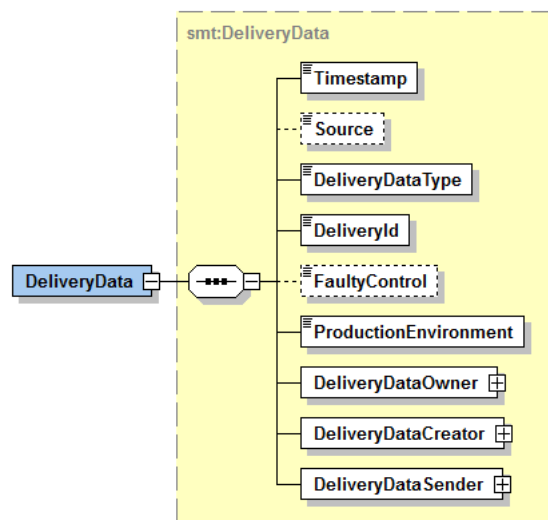 smt:DeliveryData
Timestamp
Source
DeliveryDataType
DeliveryId
DeliveryData
FaultyControl
ProductionEnvironment
DeliveryDataOwner
DeliveryDataCreator
DeliveryDataSender